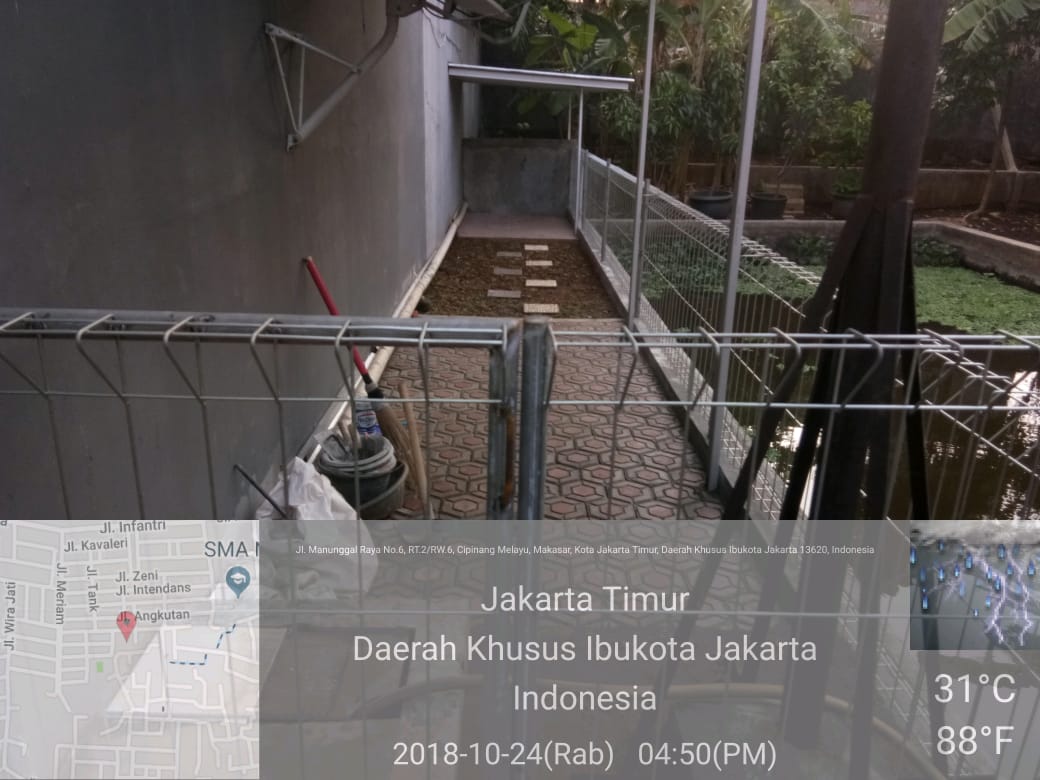 Jl. Infantri
Jl. Kavaleri
SMA
Jl. Zeni
Jl. Intendans
Jl. Tank
Jl. Meriam
Jl. Wira Jati
Jl. Angkutan
Jl. Manunggal Raya No.6, RT.2/RW.6, Cipinang Melayu, Makasar, Kota Jakarta Timur, Daerah Khusus Ibukota Jakarta 13620, Indonesia
Jakarta Timur
Daerah Khusus Ibukota Jakarta
Indonesia
2018-10-24(Rab) 04:50(PM)
31°C
88°F